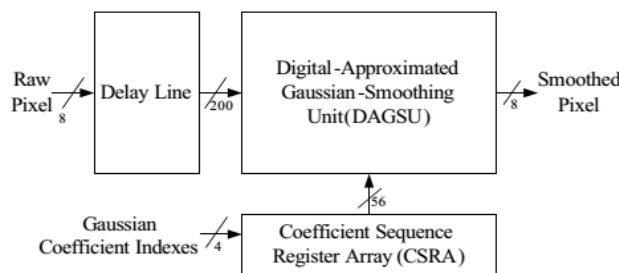 Raw
Pixel
8
Delay Line
200
Digital-Approximated
Gaussian-Smoothing
Unit(DAGSU)
8
Smoothed
Pixel
56
Gaussian
Coefficient Indexes
4
Coefficient Sequence
Register Array (CSRA)